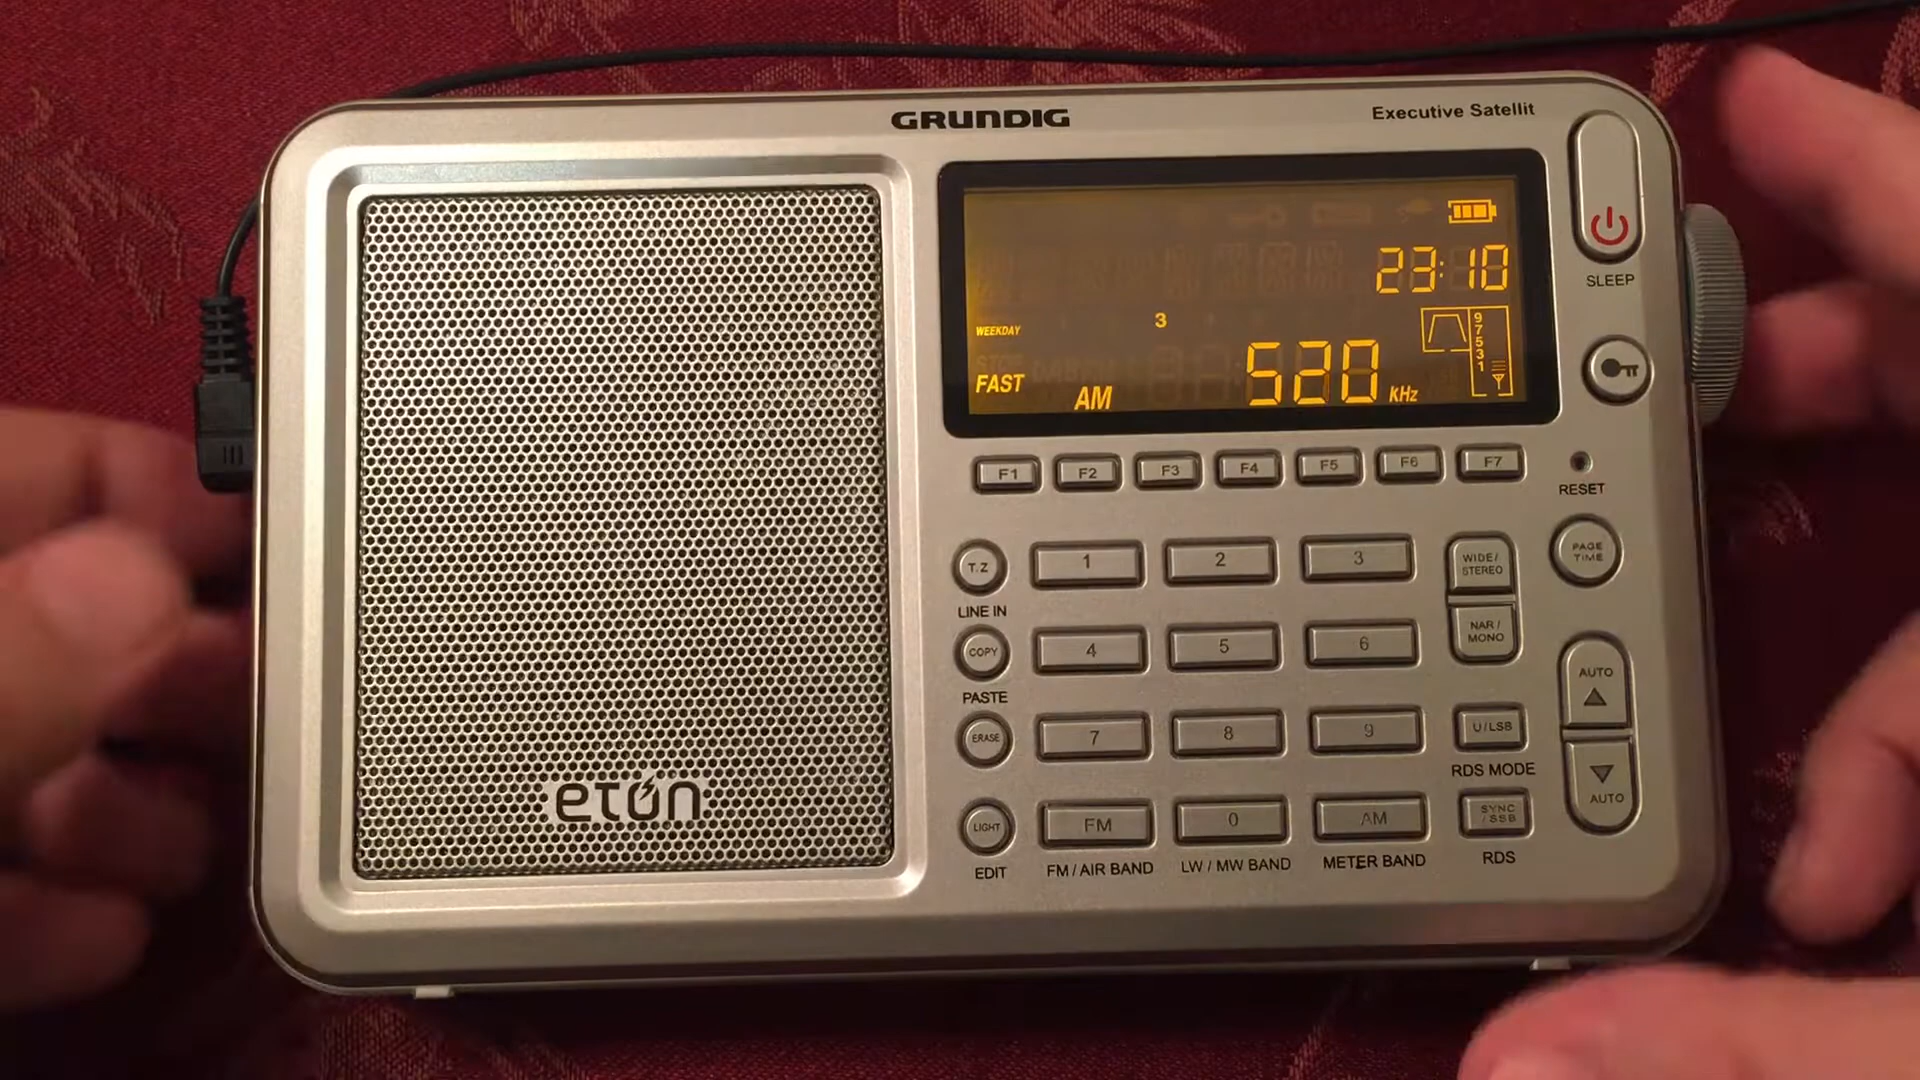 GRUNDIG
Executive Satellit
23:10
SLEEP
WEEKDAY
3
9
7
5
3
1
FAST
AM
520 kHz
F1 F2 F3 F4 F5 F6 F7
RESET
T.Z 1 2 3
WIDE/
STEREO
PAGE
TIME
LINE IN
COPY 4 5 6
NAR/
MONO
PASTE
AUTO
ERASE 7 8 9 U/LSB
RDS MODE
AUTO
eton
LIGHT FM 0 AM
SYNC
/SSB
EDIT FM / AIR BAND LW / MW BAND METER BAND RDS